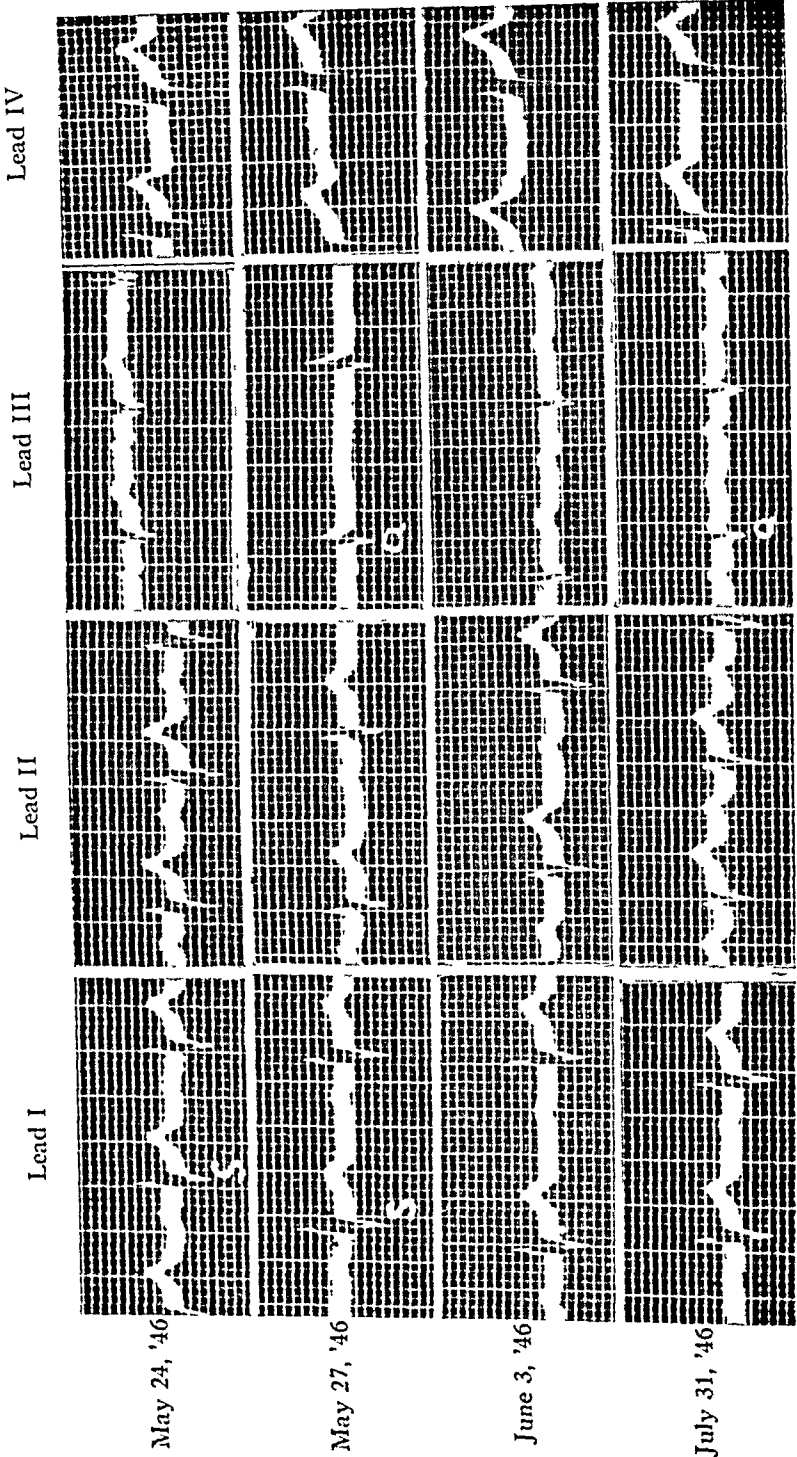 Lead I
Lead II
Lead III
Lead IV
May 24, '46
S
May 27, '46
S
Q
June 3, '46
July 31, '46
Q